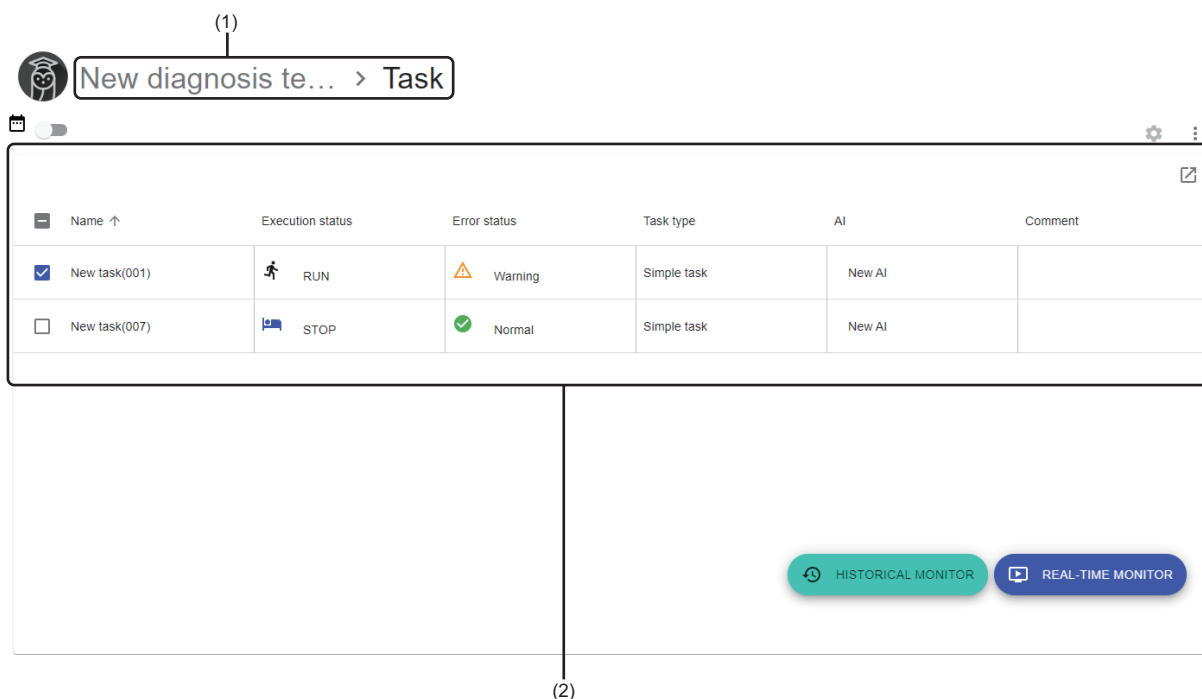 (1)
New diagnosis te... > Task
Name Execution status Error status Task type AI Comment
New task(001) RUN Warning Simple task New AI
New task(007) STOP Normal Simple task New AI
HISTORICAL MONITOR REAL-TIME MONITOR
(2)